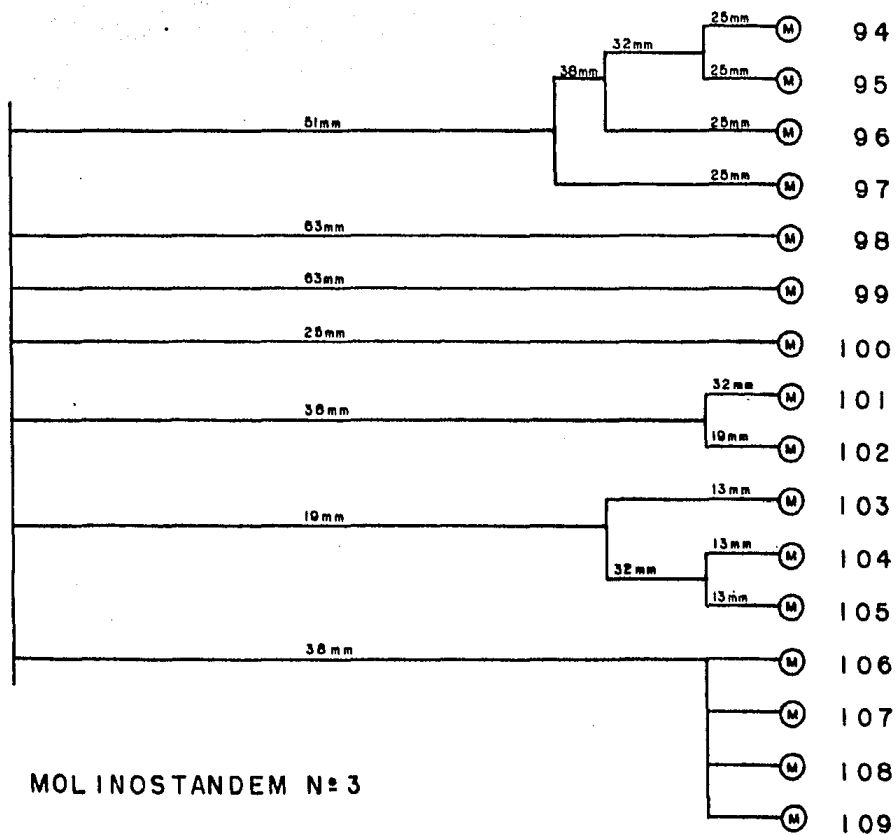 25mm
M 94
32mm
38mm
25mm
M 95
51mm
25mm
M 96
25mm
M 97
63mm
M 98
63mm
M 99
25mm
M 100
32mm
M 101
38mm
19mm
M 102
13mm
M 103
19mm
13mm
M 104
32mm
13mm
M 105
38mm
M 106
M 107
M 108
MOLINOSTANDEM Nº 3
M 109